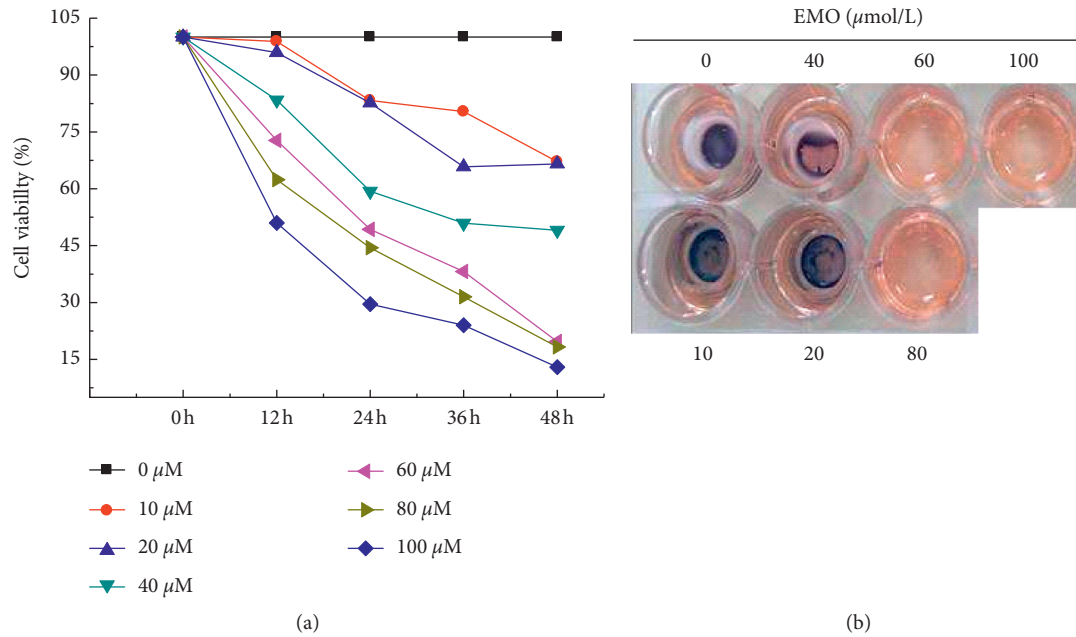 Cell viabillty (%)
105
90
75
60
45
30
15
0 h
12 h
24 h
36 h
48 h
0 µM
10 µM
20 µM
40 µM
60 µM
80 µM
100 µM
(a)
EMO (µmol/L)
0 40 60 100
10 20 80
(b)